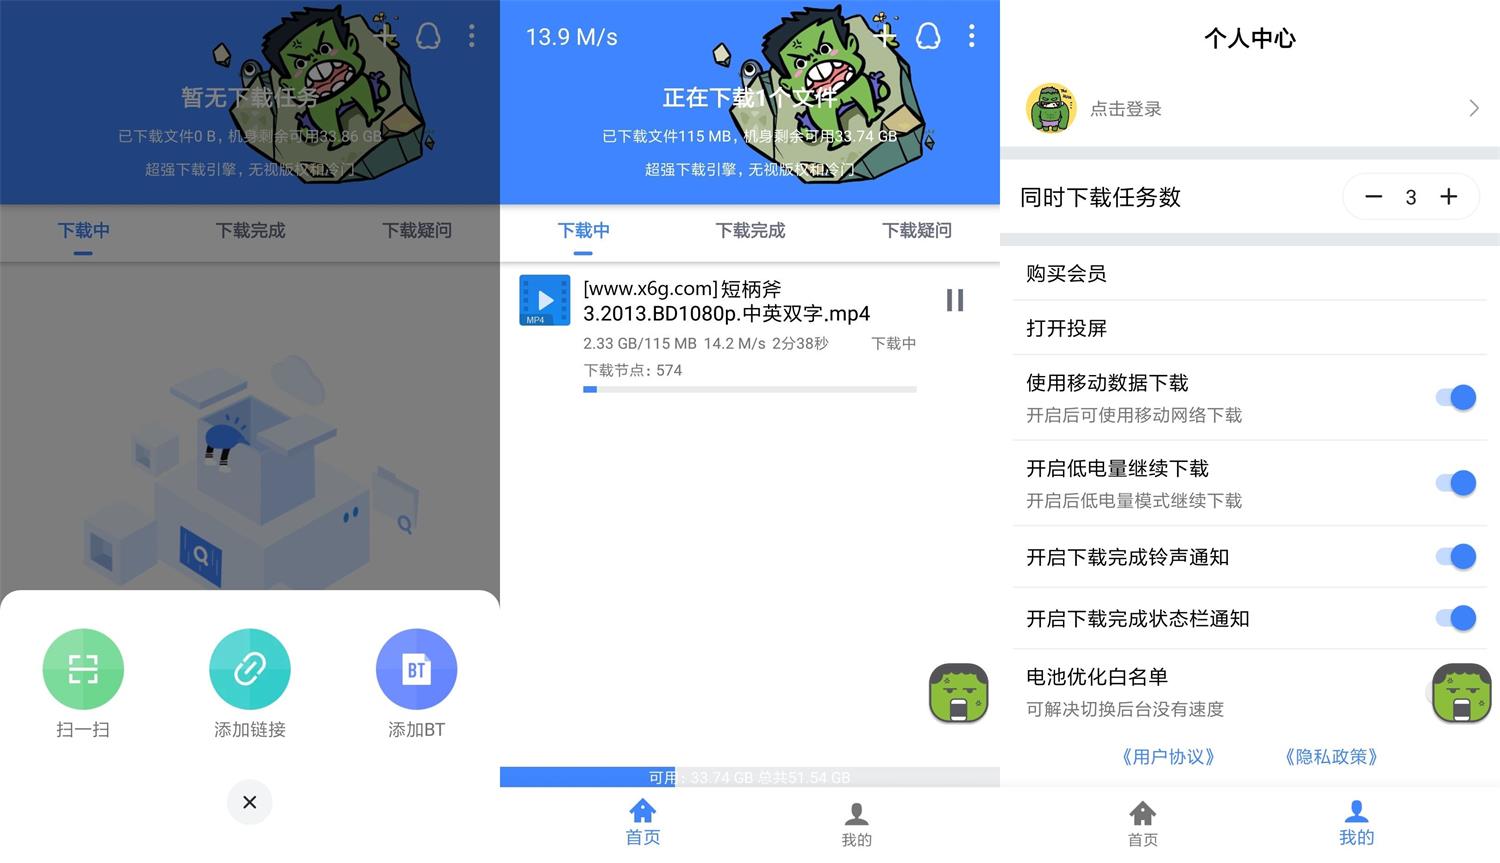 暂无下载任务
已下载文件0 B，机身剩余可用33.86 GB
超强下载引擎，无视版权和冷门
下载中
下载完成
下载疑问
扫一扫
添加链接
BT
添加BT
13.9 M/s
正在下载1个文件
已下载文件115 MB，机身剩余可用33.74 GB
超强下载引擎，无视版权和冷门
下载中
下载完成
下载疑问
MP4
[www.x6g.com]短柄斧
3.2013.BD1080p.中英双字.mp4
2.33 GB/115 MB 14.2 M/s 2分38秒
下载中
下载节点：574
可用：33.74 GB 总共51.54 GB
首页
我的
个人中心
点击登录
同时下载任务数
3
购买会员
打开投屏
使用移动数据下载
开启后可使用移动网络下载
开启低电量继续下载
开启后低电量模式继续下载
开启下载完成铃声通知
开启下载完成状态栏通知
电池优化白名单
可解决切换后台没有速度
《用户协议》
《隐私政策》
首页
我的